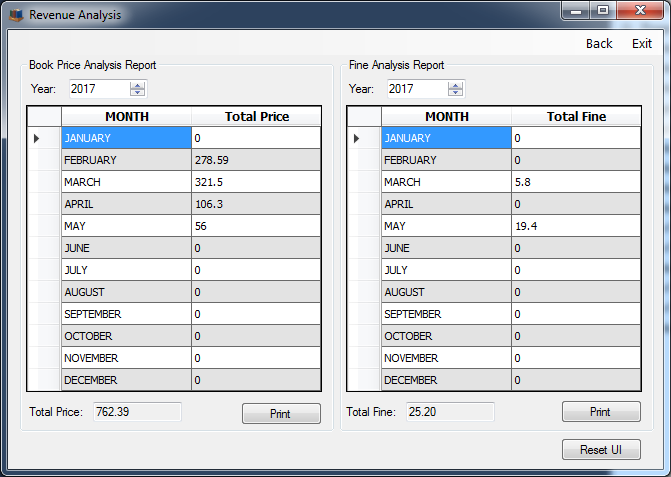 Revenue Analysis
Back Exit
Book Price Analysis Report
Year: 2017
MONTH Total Price
JANUARY 0
FEBRUARY 278.59
MARCH 321.5
APRIL 106.3
MAY 56
JUNE 0
JULY 0
AUGUST 0
SEPTEMBER 0
OCTOBER 0
NOVEMBER 0
DECEMBER 0
Total Price: 762.39 Print
Fine Analysis Report
Year: 2017
MONTH Total Fine
JANUARY 0
FEBRUARY 0
MARCH 5.8
APRIL 0
MAY 19.4
JUNE 0
JULY 0
AUGUST 0
SEPTEMBER 0
OCTOBER 0
NOVEMBER 0
DECEMBER 0
Total Fine: 25.20 Print
Reset UI